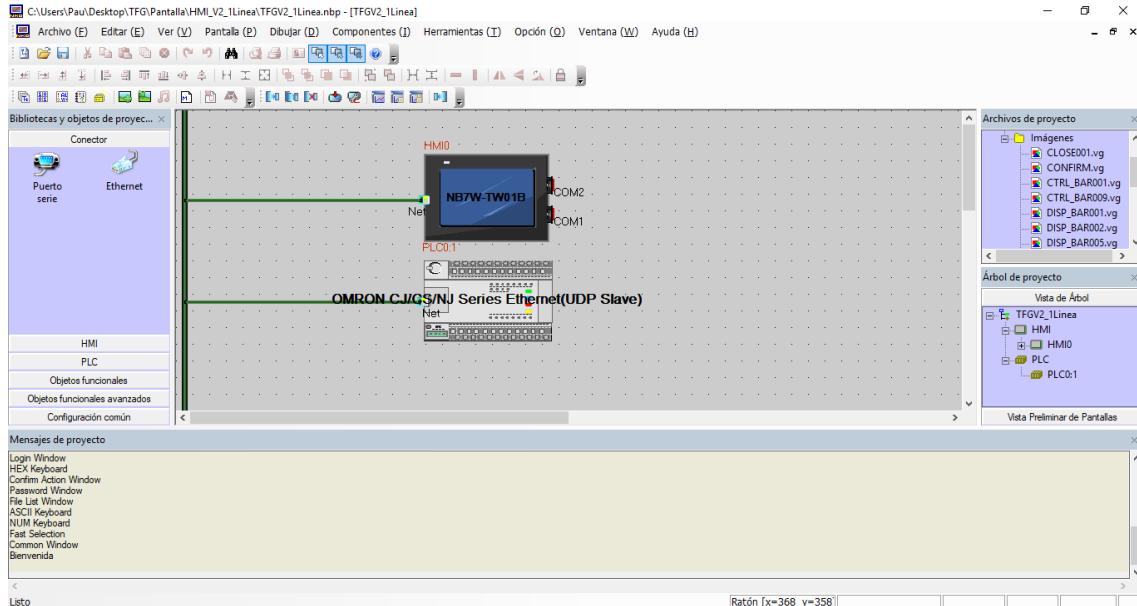 C:\Users\Pau\Desktop\TFG\Pantalla\HMI_V2_1Linea\TFGV2_1Linea.nbp - [TFGV2_1Linea]
Archivo (F) Editar (E) Ver (V) Pantalla (P) Dibujar (D) Componentes (I) Herramientas (T) Opción (O) Ventana (W) Ayuda (H)
Bibliotecas y objetos de proyec...
Conector
Puerto serie
Ethernet
HMI
PLC
Objetos funcionales
Objetos funcionales avanzados
Configuración común
HMI0
NB7W-TW01B
COM2
Net
COM1
PLC0:1
OMRON CJ/CS/NJ Series Ethernet(UDP Slave)
Net
Archivos de proyecto
Imágenes
CLOSE001.vg
CONFIRM.vg
CTRL_BAR001.vg
CTRL_BAR009.vg
DISP_BAR001.vg
DISP_BAR002.vg
DISP_BAR005.vg
Árbol de proyecto
Vista de Árbol
TFGV2_1Linea
HMI
HMI0
PLC
PLC0:1
Vista Preliminar de Pantallas
Mensajes de proyecto
Login Window
HEX Keyboard
Confirm Action Window
Password Window
File List Window
ASCII Keyboard
NUM Keyboard
Fast Selection
Common Window
Bienvenida
Listo
Ratón [x=368 y=358]